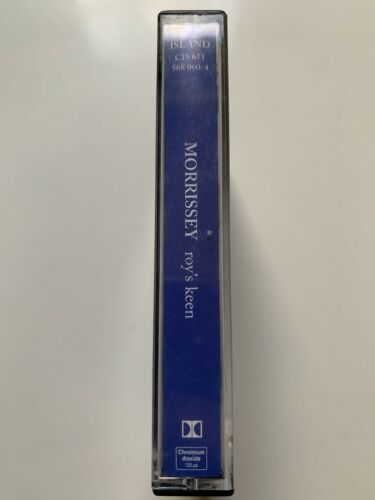 ISLAND
CIS 671
568 060-4
MORRISSEY roy's keen
Chromium
dioxide
120 µs